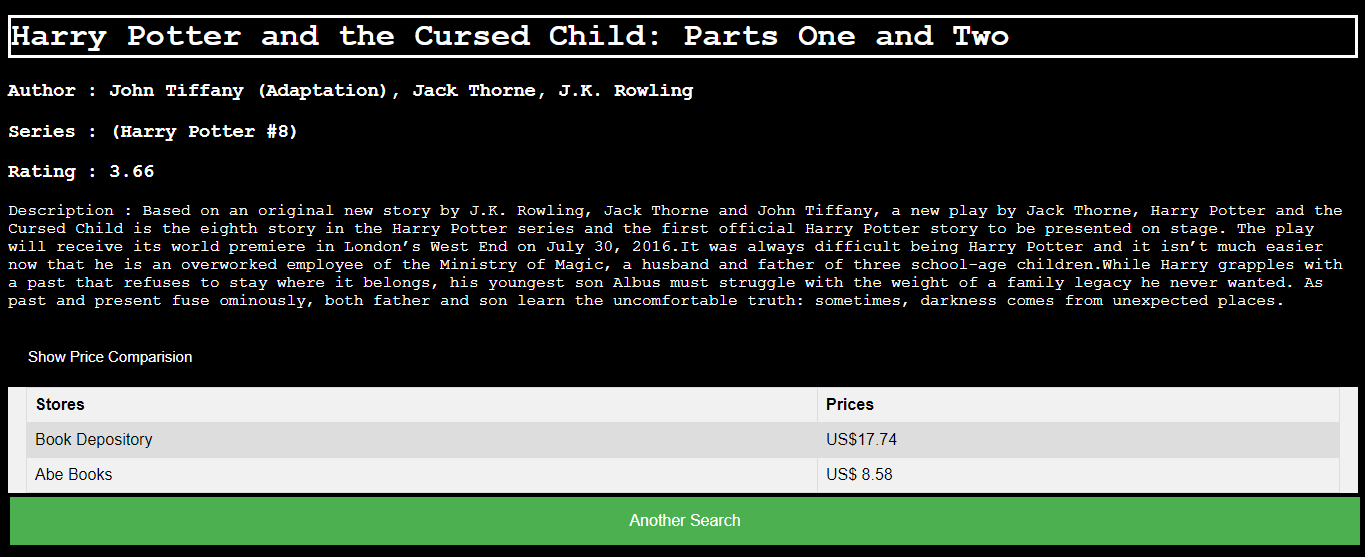 Harry Potter and the Cursed Child: Parts One and Two
Author : John Tiffany (Adaptation), Jack Thorne, J.K. Rowling
Series : (Harry Potter #8)
Rating : 3.66
Description : Based on an original new story by J.K. Rowling, Jack Thorne and John Tiffany, a new play by Jack Thorne, Harry Potter and the
Cursed Child is the eighth story in the Harry Potter series and the first official Harry Potter story to be presented on stage. The play
will receive its world premiere in London’s West End on July 30, 2016.It was always difficult being Harry Potter and it isn’t much easier
now that he is an overworked employee of the Ministry of Magic, a husband and father of three school-age children.While Harry grapples with
a past that refuses to stay where it belongs, his youngest son Albus must struggle with the weight of a family legacy he never wanted. As
past and present fuse ominously, both father and son learn the uncomfortable truth: sometimes, darkness comes from unexpected places.
Show Price Comparision
Stores Prices
Book Depository US$17.74
Abe Books US$ 8.58
Another Search